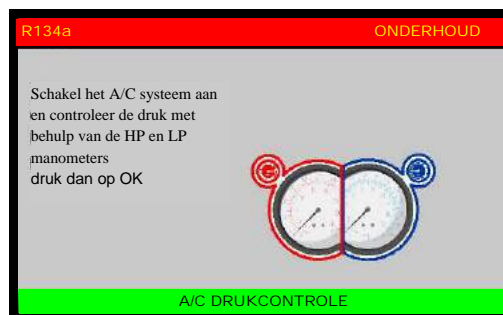 R134a ONDERHOUD
Schakel het A/C systeem aan
en controleer de druk met
behulp van de HP en LP
manometers
druk dan op OK
A/C DRUKCONTROLE